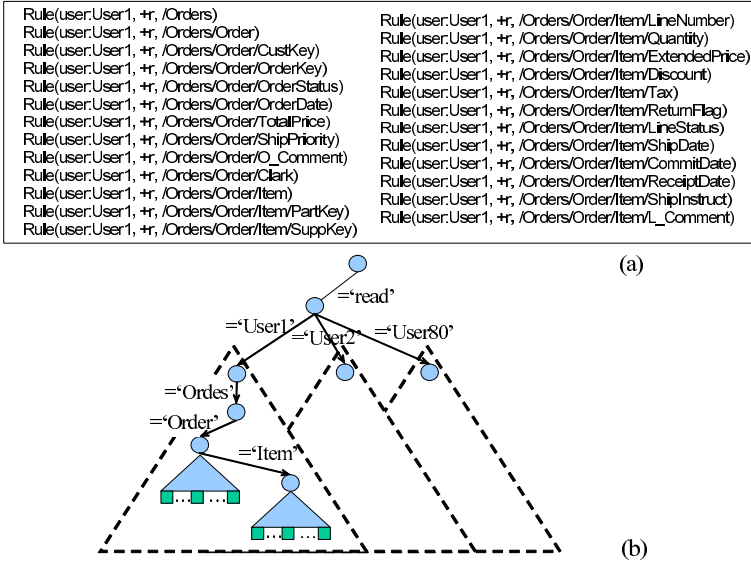 Rule(user:User1, +r, /Orders)
Rule(user:User1, +r, /Orders/Order)
Rule(user:User1, +r, /Orders/Order/CustKey)
Rule(user:User1, +r, /Orders/Order/OrderKey)
Rule(user:User1, +r, /Orders/Order/OrderStatus)
Rule(user:User1, +r, /Orders/Order/OrderDate)
Rule(user:User1, +r, /Orders/Order/TotalPrice)
Rule(user:User1, +r, /Orders/Order/ShipPriority)
Rule(user:User1, +r, /Orders/Order/O_Comment)
Rule(user:User1, +r, /Orders/Order/Clark)
Rule(user:User1, +r, /Orders/Order/Item)
Rule(user:User1, +r, /Orders/Order/Item/PartKey)
Rule(user:User1, +r, /Orders/Order/Item/SuppKey)
Rule(user:User1, +r, /Orders/Order/Item/LineNumber)
Rule(user:User1, +r, /Orders/Order/Item/Quantity)
Rule(user:User1, +r, /Orders/Order/Item/ExtendedPrice)
Rule(user:User1, +r, /Orders/Order/Item/Discount)
Rule(user:User1, +r, /Orders/Order/Item/Tax)
Rule(user:User1, +r, /Orders/Order/Item/ReturnFlag)
Rule(user:User1, +r, /Orders/Order/Item/LineStatus)
Rule(user:User1, +r, /Orders/Order/Item/ShipDate)
Rule(user:User1, +r, /Orders/Order/Item/CommitDate)
Rule(user:User1, +r, /Orders/Order/Item/ReceiptDate)
Rule(user:User1, +r, /Orders/Order/Item/ShipInstruct)
Rule(user:User1, +r, /Orders/Order/Item/L_Comment)
(a)
=‘read’
=‘User1’
=‘User2’
=‘User80’
=‘Ordes’
=‘Order’
=‘Item’
... ...
... ...
(b)